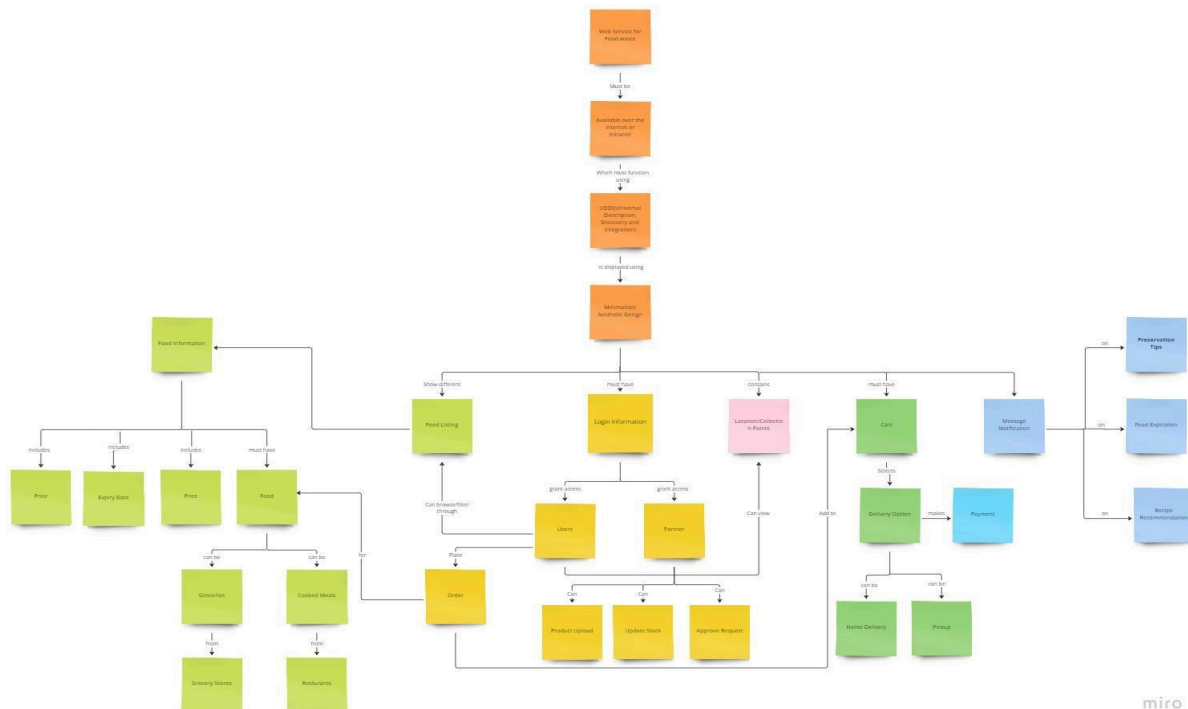 Web Service for
Food waste
Must be
Available over the
internet or
intranet
Which must function
using
UDDI(Universal
Description,
Discovery and
Integration)
is displayed using
Minimalistic
Aesthetic Design
Food Information
Preservation
Tips
on
Show different
must have
contains
must have
Food Listing
Login Information
Location/Collectio
n Points
Cart
Message
Notification
on
Food Expiration
includes
includes
includes
must have
Price
Expiry Date
Price
Food
Selects
grant access
grant access
Can browse/filter
through
Can view
Add to
Users
Partner
Delivery Option
makes
Payment
on
Recipe
Recommendation
can be
can be
for
Place
Groceries
Cooked Meals
Order
Can
Can
Can
can be
can be
Product Upload
Update Stock
Approve Request
Home Delivery
Pickup
from
from
Grocery Stores
Resturants
miro